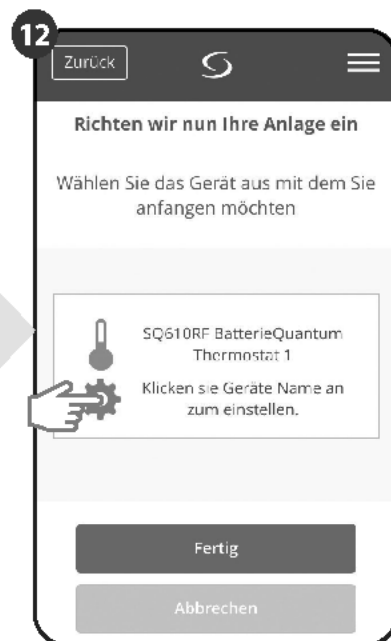 12
Zurück
Richten wir nun Ihre Anlage ein
Wählen Sie das Gerät aus mit dem Sie
anfangen möchten
SQ610RF BatterieQuantum
Thermostat 1
Klicken sie Geräte Name an
zum einstellen.
Fertig
Abbrechen